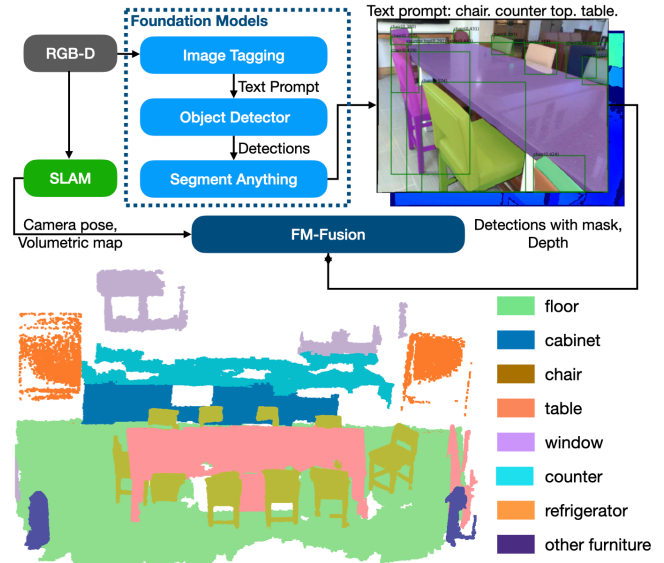 Foundation Models
Text prompt: chair. counter top. table.
RGB-D
Image Tagging
Text Prompt
Object Detector
Detections
SLAM
Segment Anything
Camera pose,
Volumetric map
FM-Fusion
Detections with mask,
Depth
floor
cabinet
chair
table
window
counter
refrigerator
other furniture